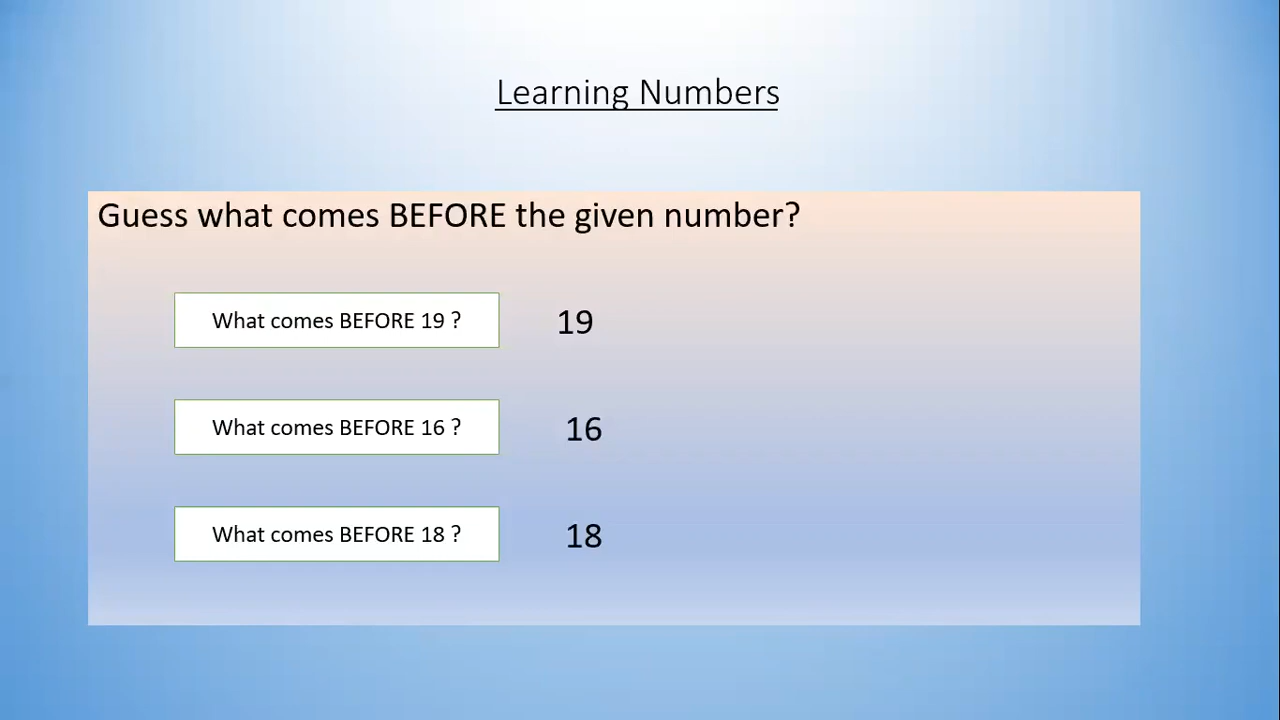 Learning Numbers
Guess what comes BEFORE the given number?
What comes BEFORE 19 ? 19
What comes BEFORE 16 ? 16
What comes BEFORE 18 ? 18